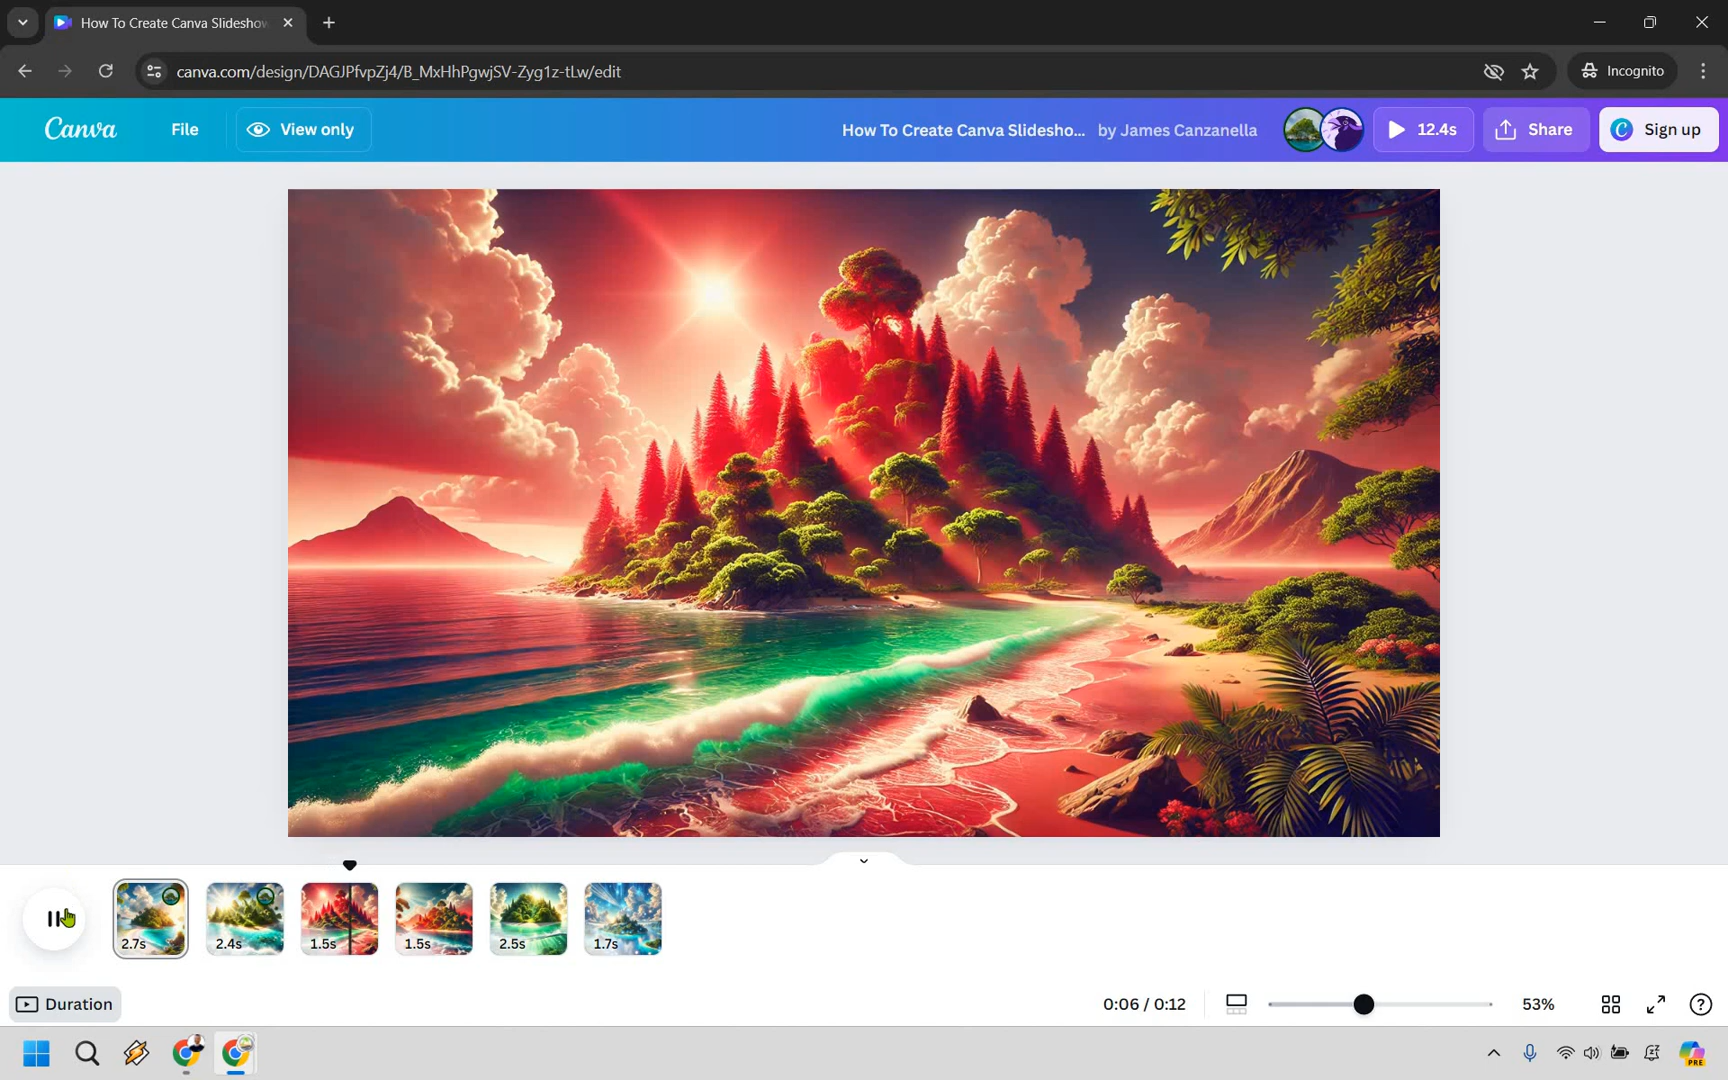 How To Create Canva Slideshow
canva.com/design/DAGJPfvpZj4/B_MxHhPgwjSV-Zyg1z-tLw/edit
Incognito
Canva
File
View only
How To Create Canva Slidesho... by James Canzanella
12.4s
Share
C
Sign up
2.7s
2.4s
1.5s
1.5s
2.5s
1.7s
Duration
0:06 / 0:12
53%
?
PRE